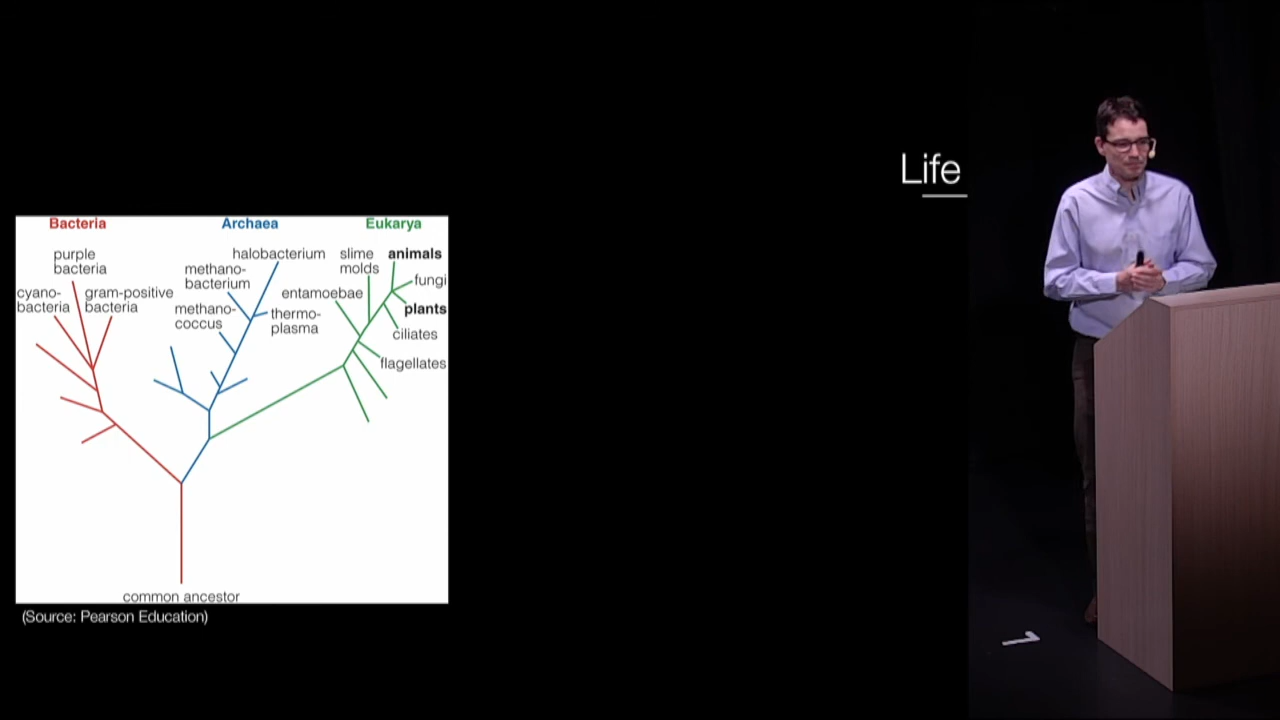 Life
Bacteria
Archaea
Eukarya
purple
bacteria
cyano-
bacteria
gram-positive
bacteria
halobacterium
methano-
bacterium
methano-
coccus
thermo-
plasma
slime
molds
animals
entamoebae
fungi
plants
ciliates
flagellates
common ancestor
(Source: Pearson Education)